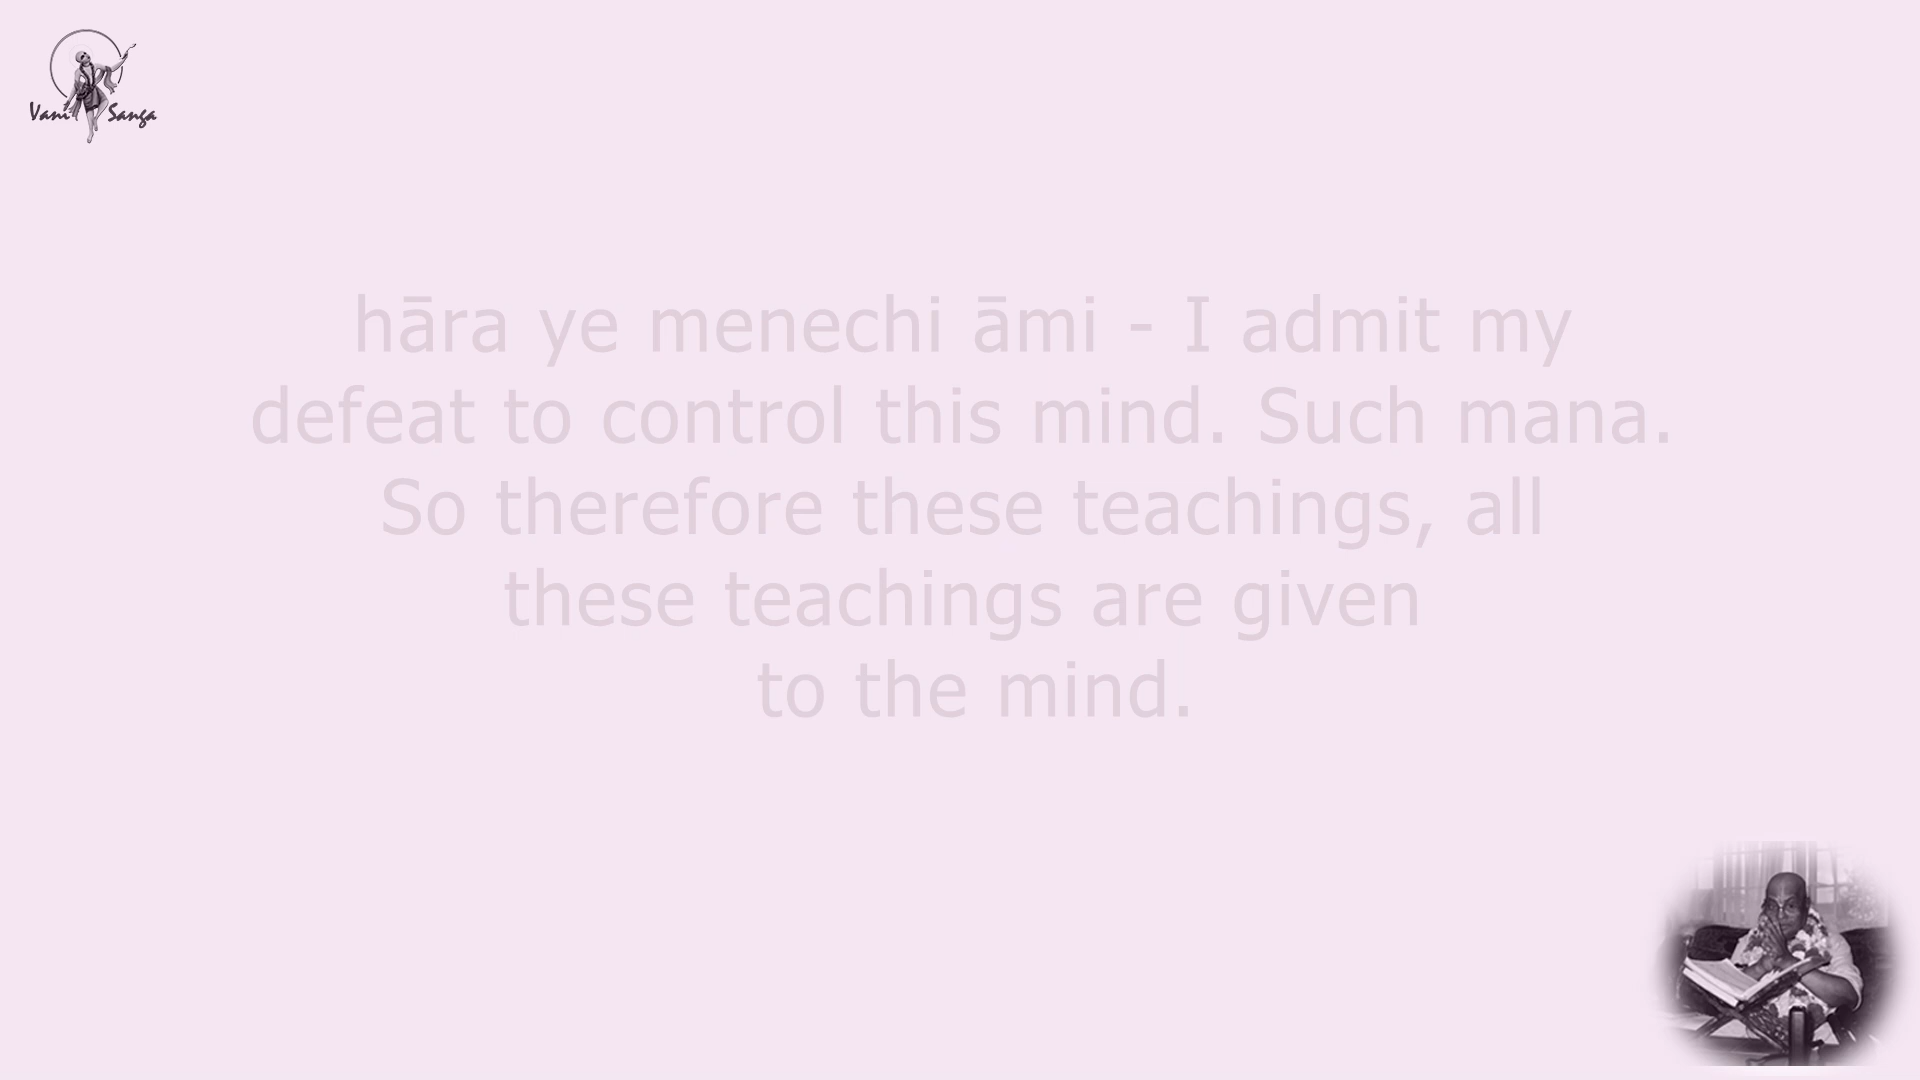 Vani Sanga
hāra ye menechi āmi - I admit my
defeat to control this mind. Such mana.
So therefore these teachings, all
these teachings are given
to the mind.